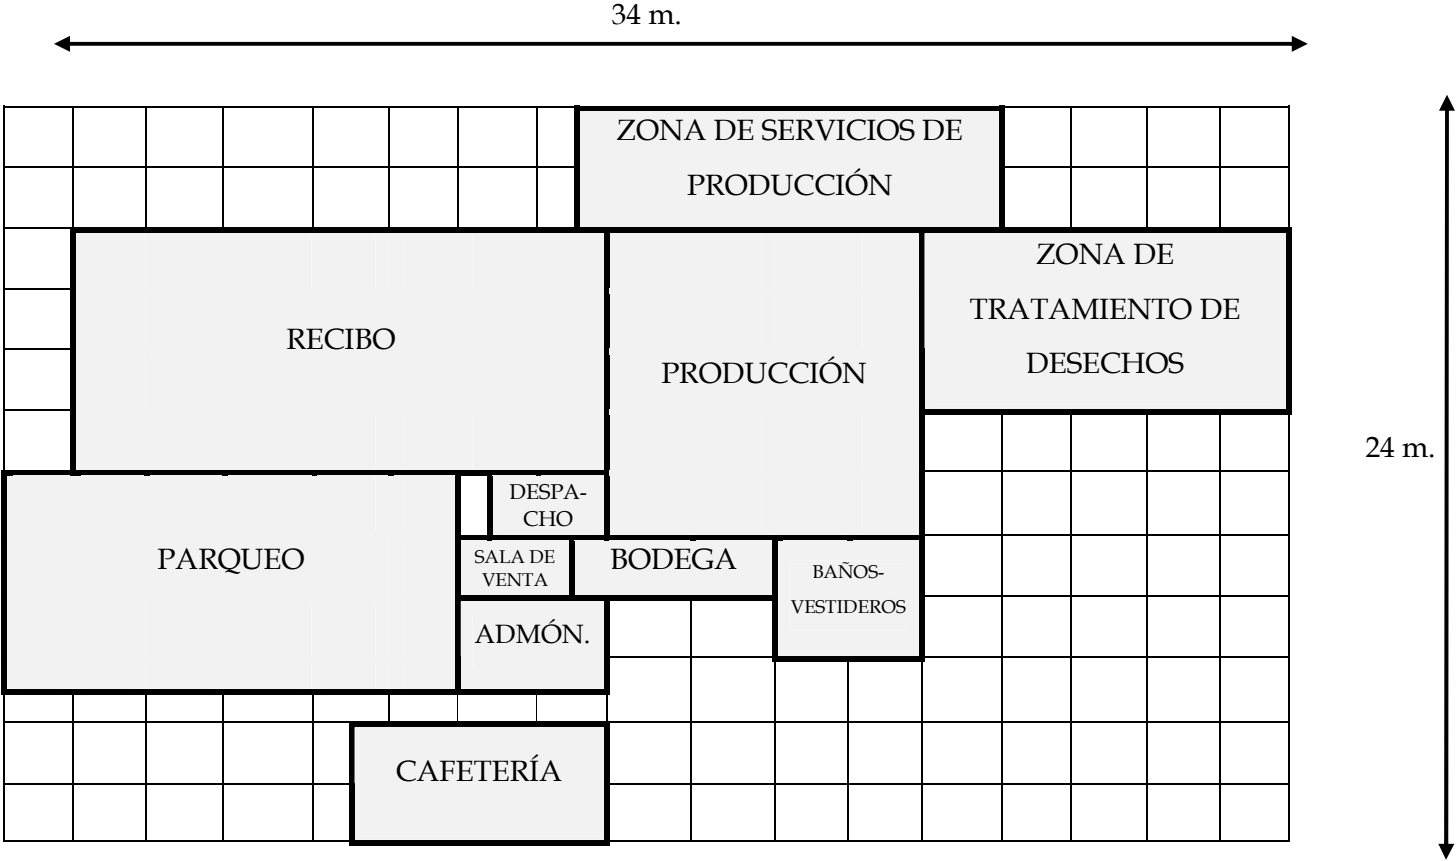 34 m.
ZONA DE SERVICIOS DE
PRODUCCIÓN
ZONA DE
TRATAMIENTO DE
DESECHOS
RECIBO
PRODUCCIÓN
24 m.
DESPA-
CHO
PARQUEO
SALA DE
VENTA
BODEGA
BAÑOS-
VESTIDEROS
ADMÓN.
CAFETERÍA